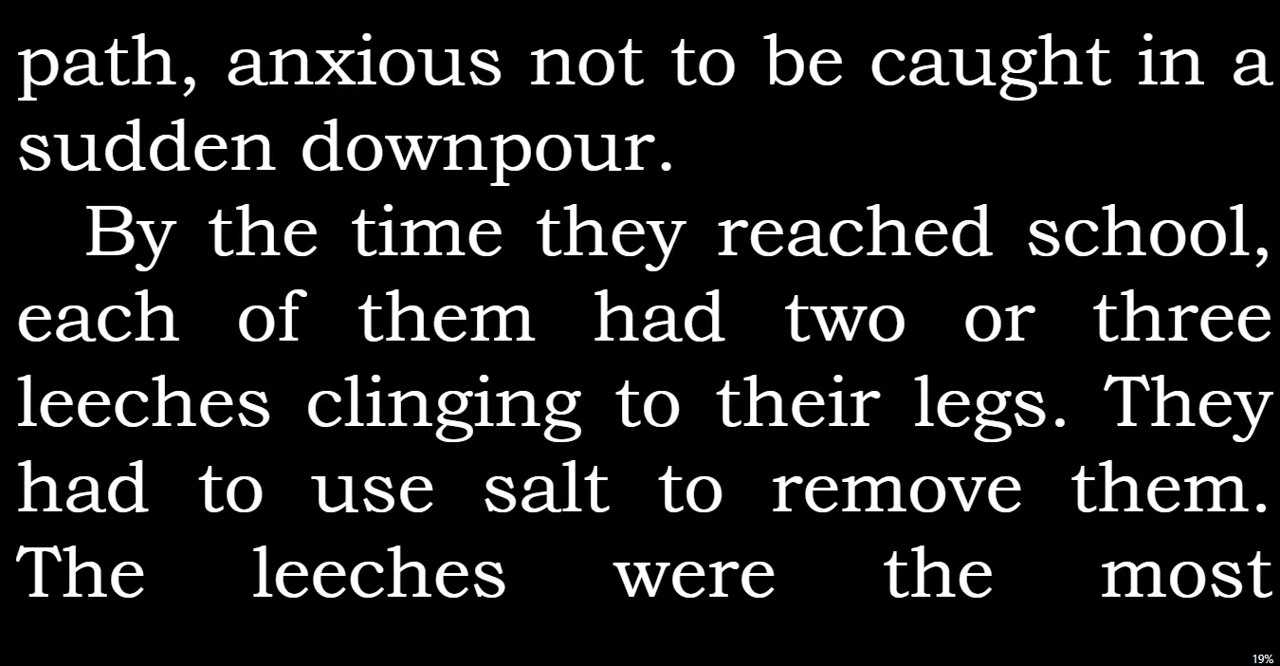 path, anxious not to be caught in a
sudden downpour.
By the time they reached school,
each of them had two or three
leeches clinging to their legs. They
had to use salt to remove them.
The leeches were the most
19%